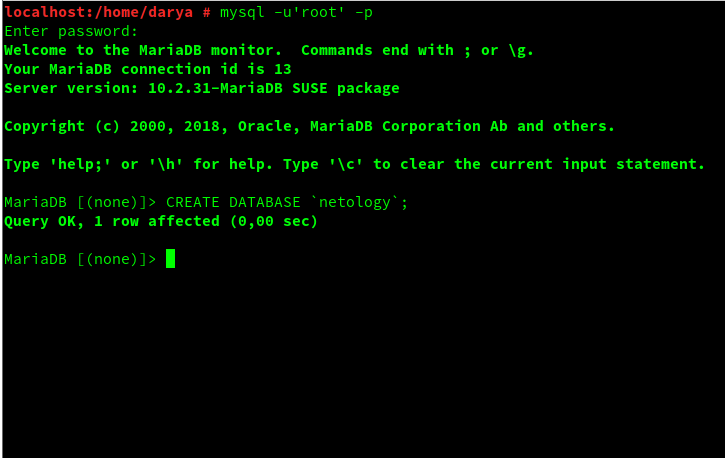 localhost:/home/darya # mysql -u'root' -p
Enter password:
Welcome to the MariaDB monitor.  Commands end with ; or \g.
Your MariaDB connection id is 13
Server version: 10.2.31-MariaDB SUSE package
Copyright (c) 2000, 2018, Oracle, MariaDB Corporation Ab and others.
Type 'help;' or '\h' for help. Type '\c' to clear the current input statement.
MariaDB [(none)]> CREATE DATABASE `netology`;
Query OK, 1 row affected (0,00 sec)
MariaDB [(none)]>